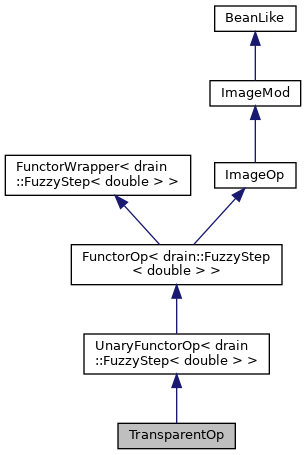 BeanLike
ImageMod
FunctorWrapper< drain
::FuzzyStep< double > >
ImageOp
FunctorOp< drain::FuzzyStep
< double > >
UnaryFunctorOp< drain
::FuzzyStep< double > >
TransparentOp